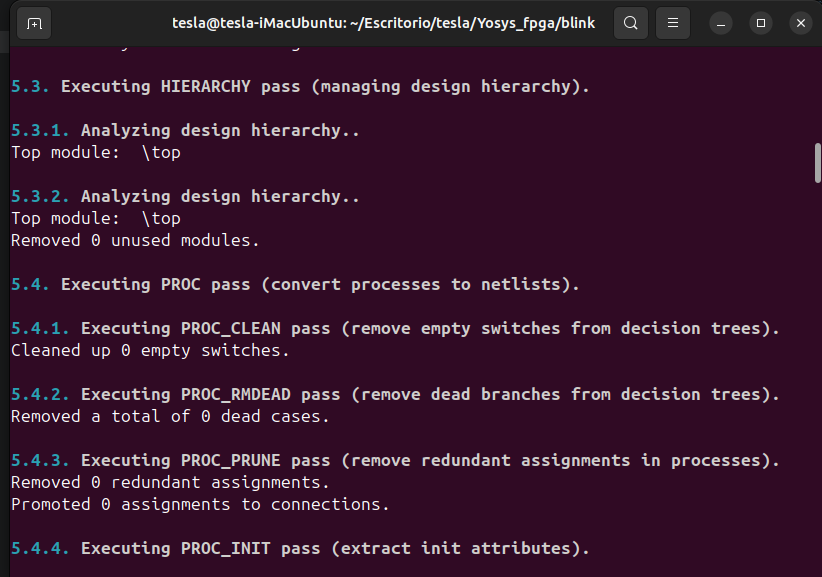 tesla@tesla-iMacUbuntu: ~/Escritorio/tesla/Yosys_fpga/blink
5.3. Executing HIERARCHY pass (managing design hierarchy).
5.3.1. Analyzing design hierarchy..
Top module:  \top
5.3.2. Analyzing design hierarchy..
Top module:  \top
Removed 0 unused modules.
5.4. Executing PROC pass (convert processes to netlists).
5.4.1. Executing PROC_CLEAN pass (remove empty switches from decision trees).
Cleaned up 0 empty switches.
5.4.2. Executing PROC_RMDEAD pass (remove dead branches from decision trees).
Removed a total of 0 dead cases.
5.4.3. Executing PROC_PRUNE pass (remove redundant assignments in processes).
Removed 0 redundant assignments.
Promoted 0 assignments to connections.
5.4.4. Executing PROC_INIT pass (extract init attributes).